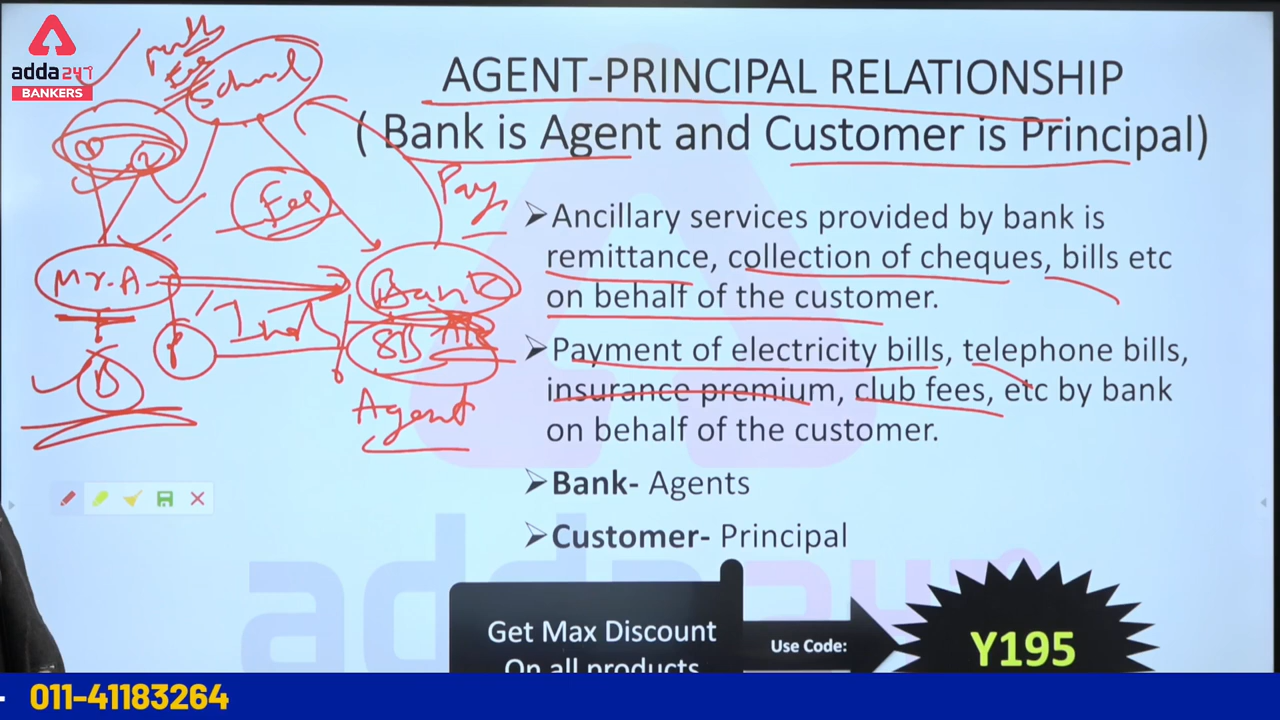 adda 247
BANKERS
School
Fee
Pay
Mr. A
Bank
SB
Agent
AGENT-PRINCIPAL RELATIONSHIP
( Bank is Agent and Customer is Principal)
➢Ancillary services provided by bank is
remittance, collection of cheques, bills etc
on behalf of the customer.
➢Payment of electricity bills, telephone bills,
insurance premium, club fees, etc by bank
on behalf of the customer.
➢Bank- Agents
➢Customer- Principal
adda247
Get Max Discount
On all products
Use Code:
Y195
011-41183264